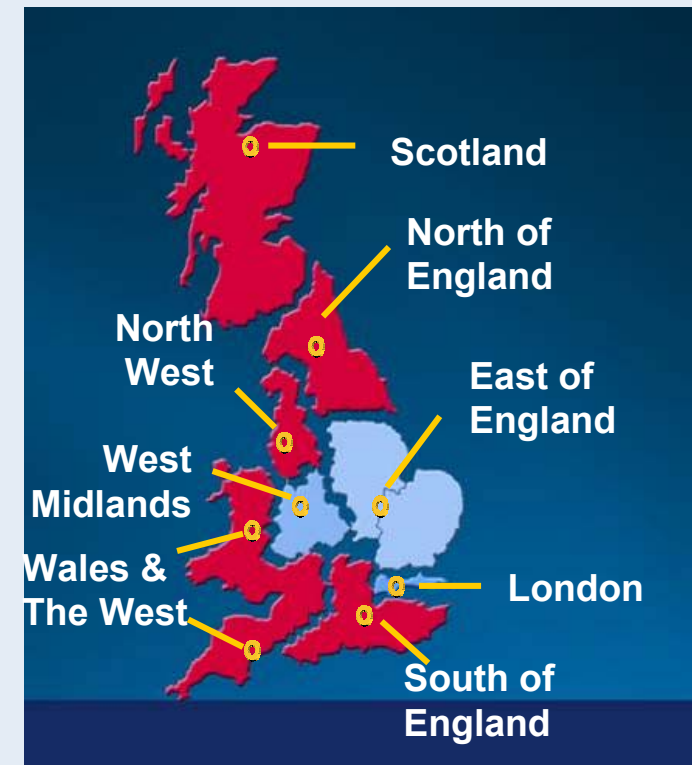 Scotland
North of
England
North
West
East of
England
West
Midlands
Wales &
The West
London
South of
England